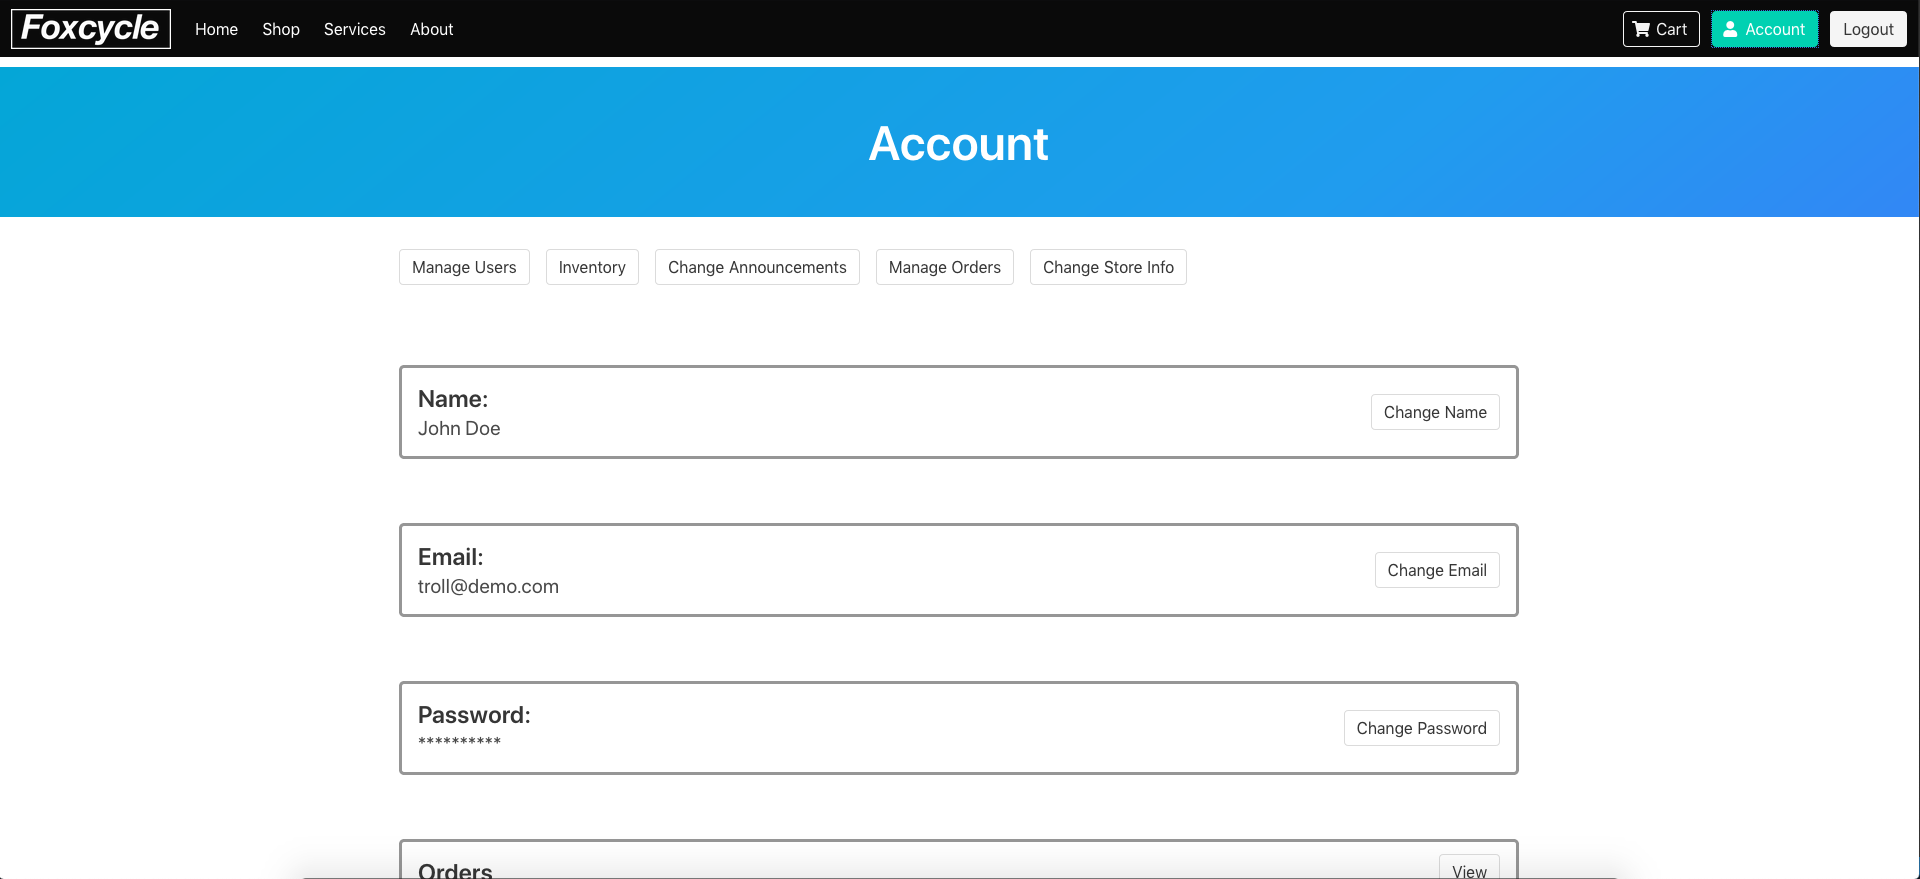 Foxcycle Home Shop Services About Cart Account Logout
Account
Manage Users Inventory Change Announcements Manage Orders Change Store Info
Name:
John Doe
Change Name
Email:
troll@demo.com
Change Email
Password:
**********
Change Password
Orders
View